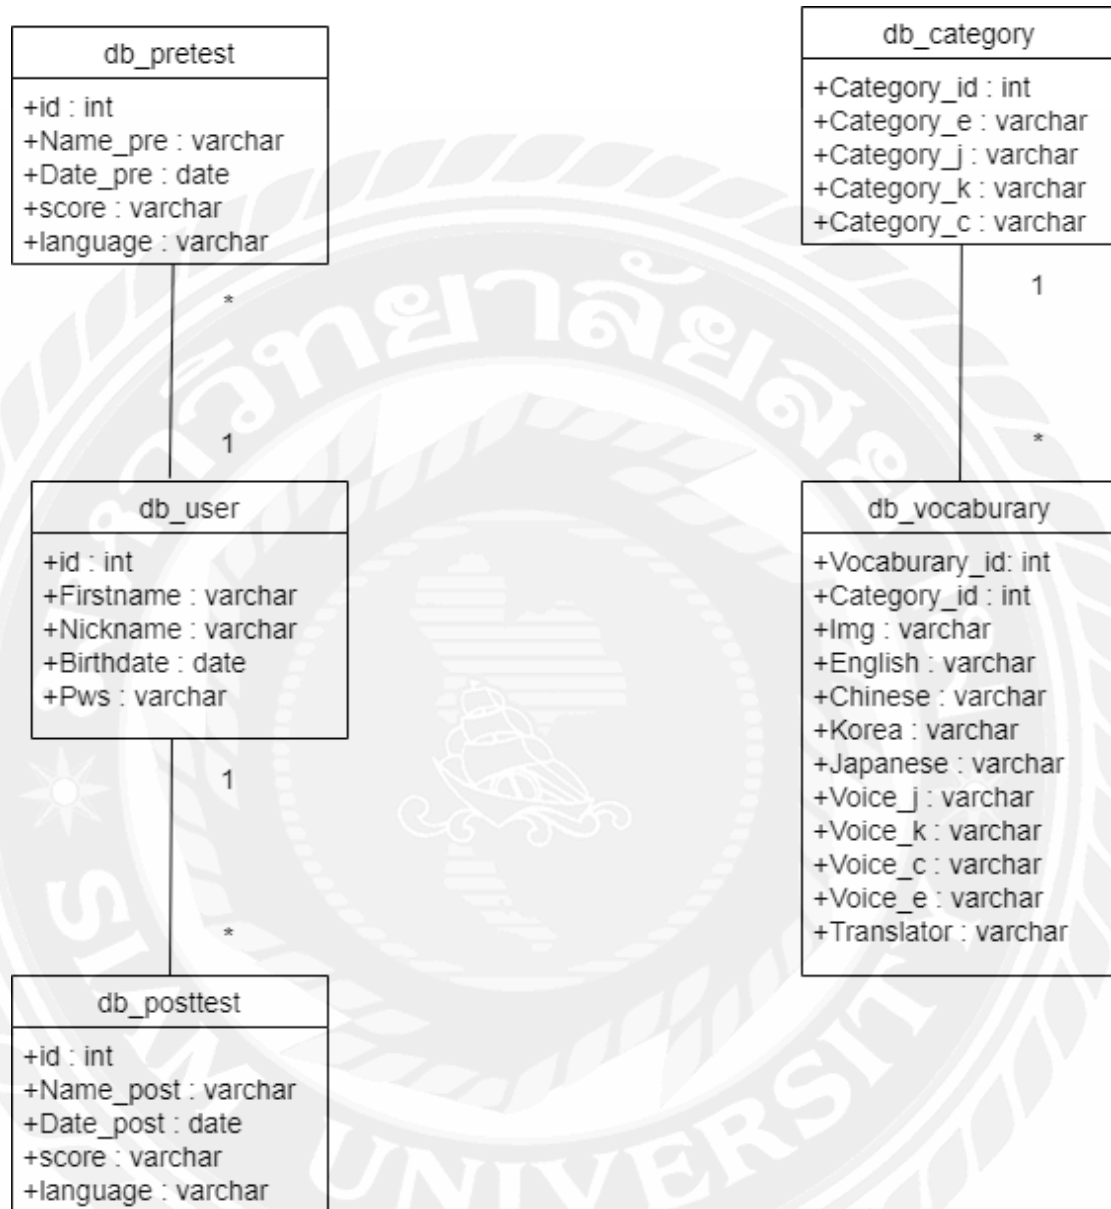 db_pretest
+id : int
+Name_pre : varchar
+Date_pre : date
+score : varchar
+language : varchar
*
1
db_user
+id : int
+Firstname : varchar
+Nickname : varchar
+Birthdate : date
+Pws : varchar
1
*
db_posttest
+id : int
+Name_post : varchar
+Date_post : date
+score : varchar
+language : varchar
db_category
+Category_id : int
+Category_e : varchar
+Category_j : varchar
+Category_k : varchar
+Category_c : varchar
1
*
db_vocaburary
+Vocaburary_id: int
+Category_id : int
+Img : varchar
+English : varchar
+Chinese : varchar
+Korea : varchar
+Japanese : varchar
+Voice_j : varchar
+Voice_k : varchar
+Voice_c : varchar
+Voice_e : varchar
+Translator : varchar
SIAM UNIVERSITY